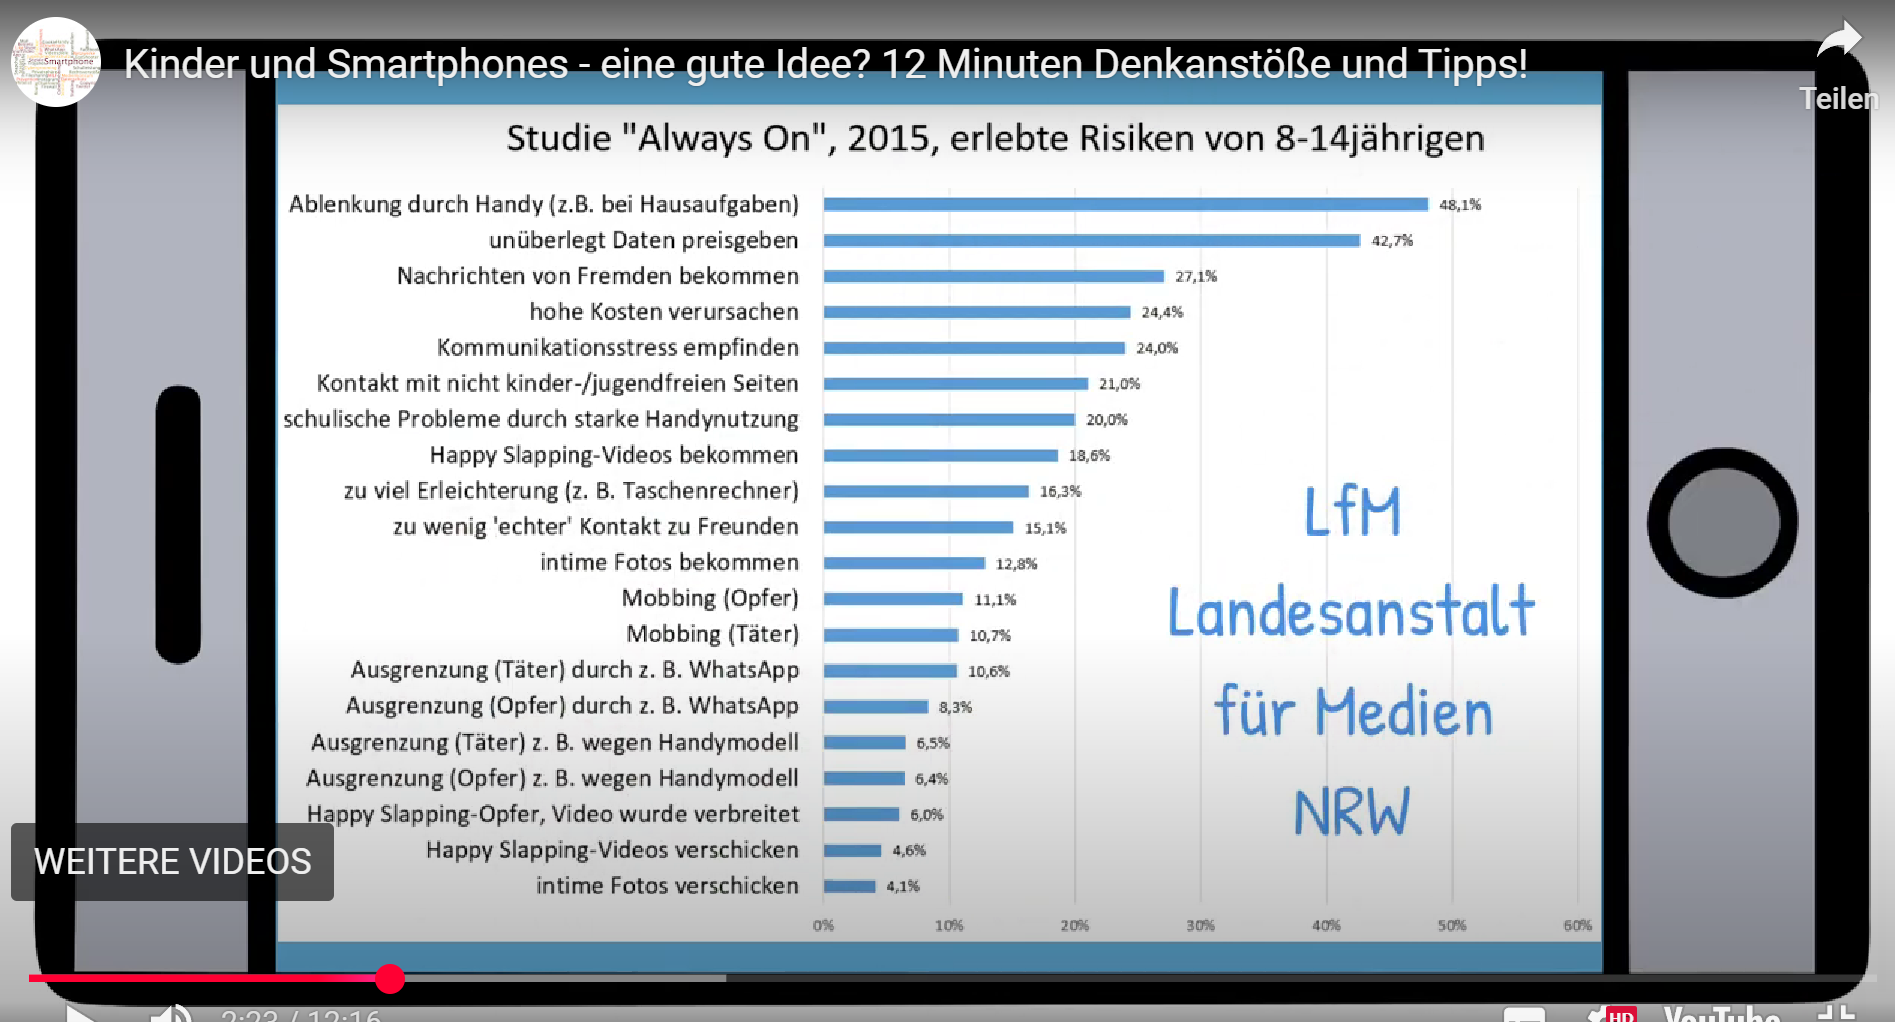 Kinder und Smartphones - eine gute Idee? 12 Minuten Denkanstöße und Tipps!
Teilen
Smartphone
Studie "Always On", 2015, erlebte Risiken von 8-14jährigen
Ablenkung durch Handy (z.B. bei Hausaufgaben) 48,1%
unüberlegt Daten preisgeben 42,7%
Nachrichten von Fremden bekommen 27,1%
hohe Kosten verursachen 24,4%
Kommunikationsstress empfinden 24,0%
Kontakt mit nicht kinder-/jugendfreien Seiten 21,0%
schulische Probleme durch starke Handynutzung 20,0%
Happy Slapping-Videos bekommen 18,6%
zu viel Erleichterung (z. B. Taschenrechner) 16,3%
zu wenig 'echter' Kontakt zu Freunden 15,1%
intime Fotos bekommen 12,8%
Mobbing (Opfer) 11,1%
Mobbing (Täter) 10,7%
Ausgrenzung (Täter) durch z. B. WhatsApp 10,6%
Ausgrenzung (Opfer) durch z. B. WhatsApp 8,3%
Ausgrenzung (Täter) z. B. wegen Handymodell 6,5%
Ausgrenzung (Opfer) z. B. wegen Handymodell 6,4%
Happy Slapping-Opfer, Video wurde verbreitet 6,0%
Happy Slapping-Videos verschicken 4,6%
intime Fotos verschicken 4,1%
0% 10% 20% 30% 40% 50% 60%
LfM
Landesanstalt
für Medien
NRW
WEITERE VIDEOS
2:23 / 12:16
HD
YouTube